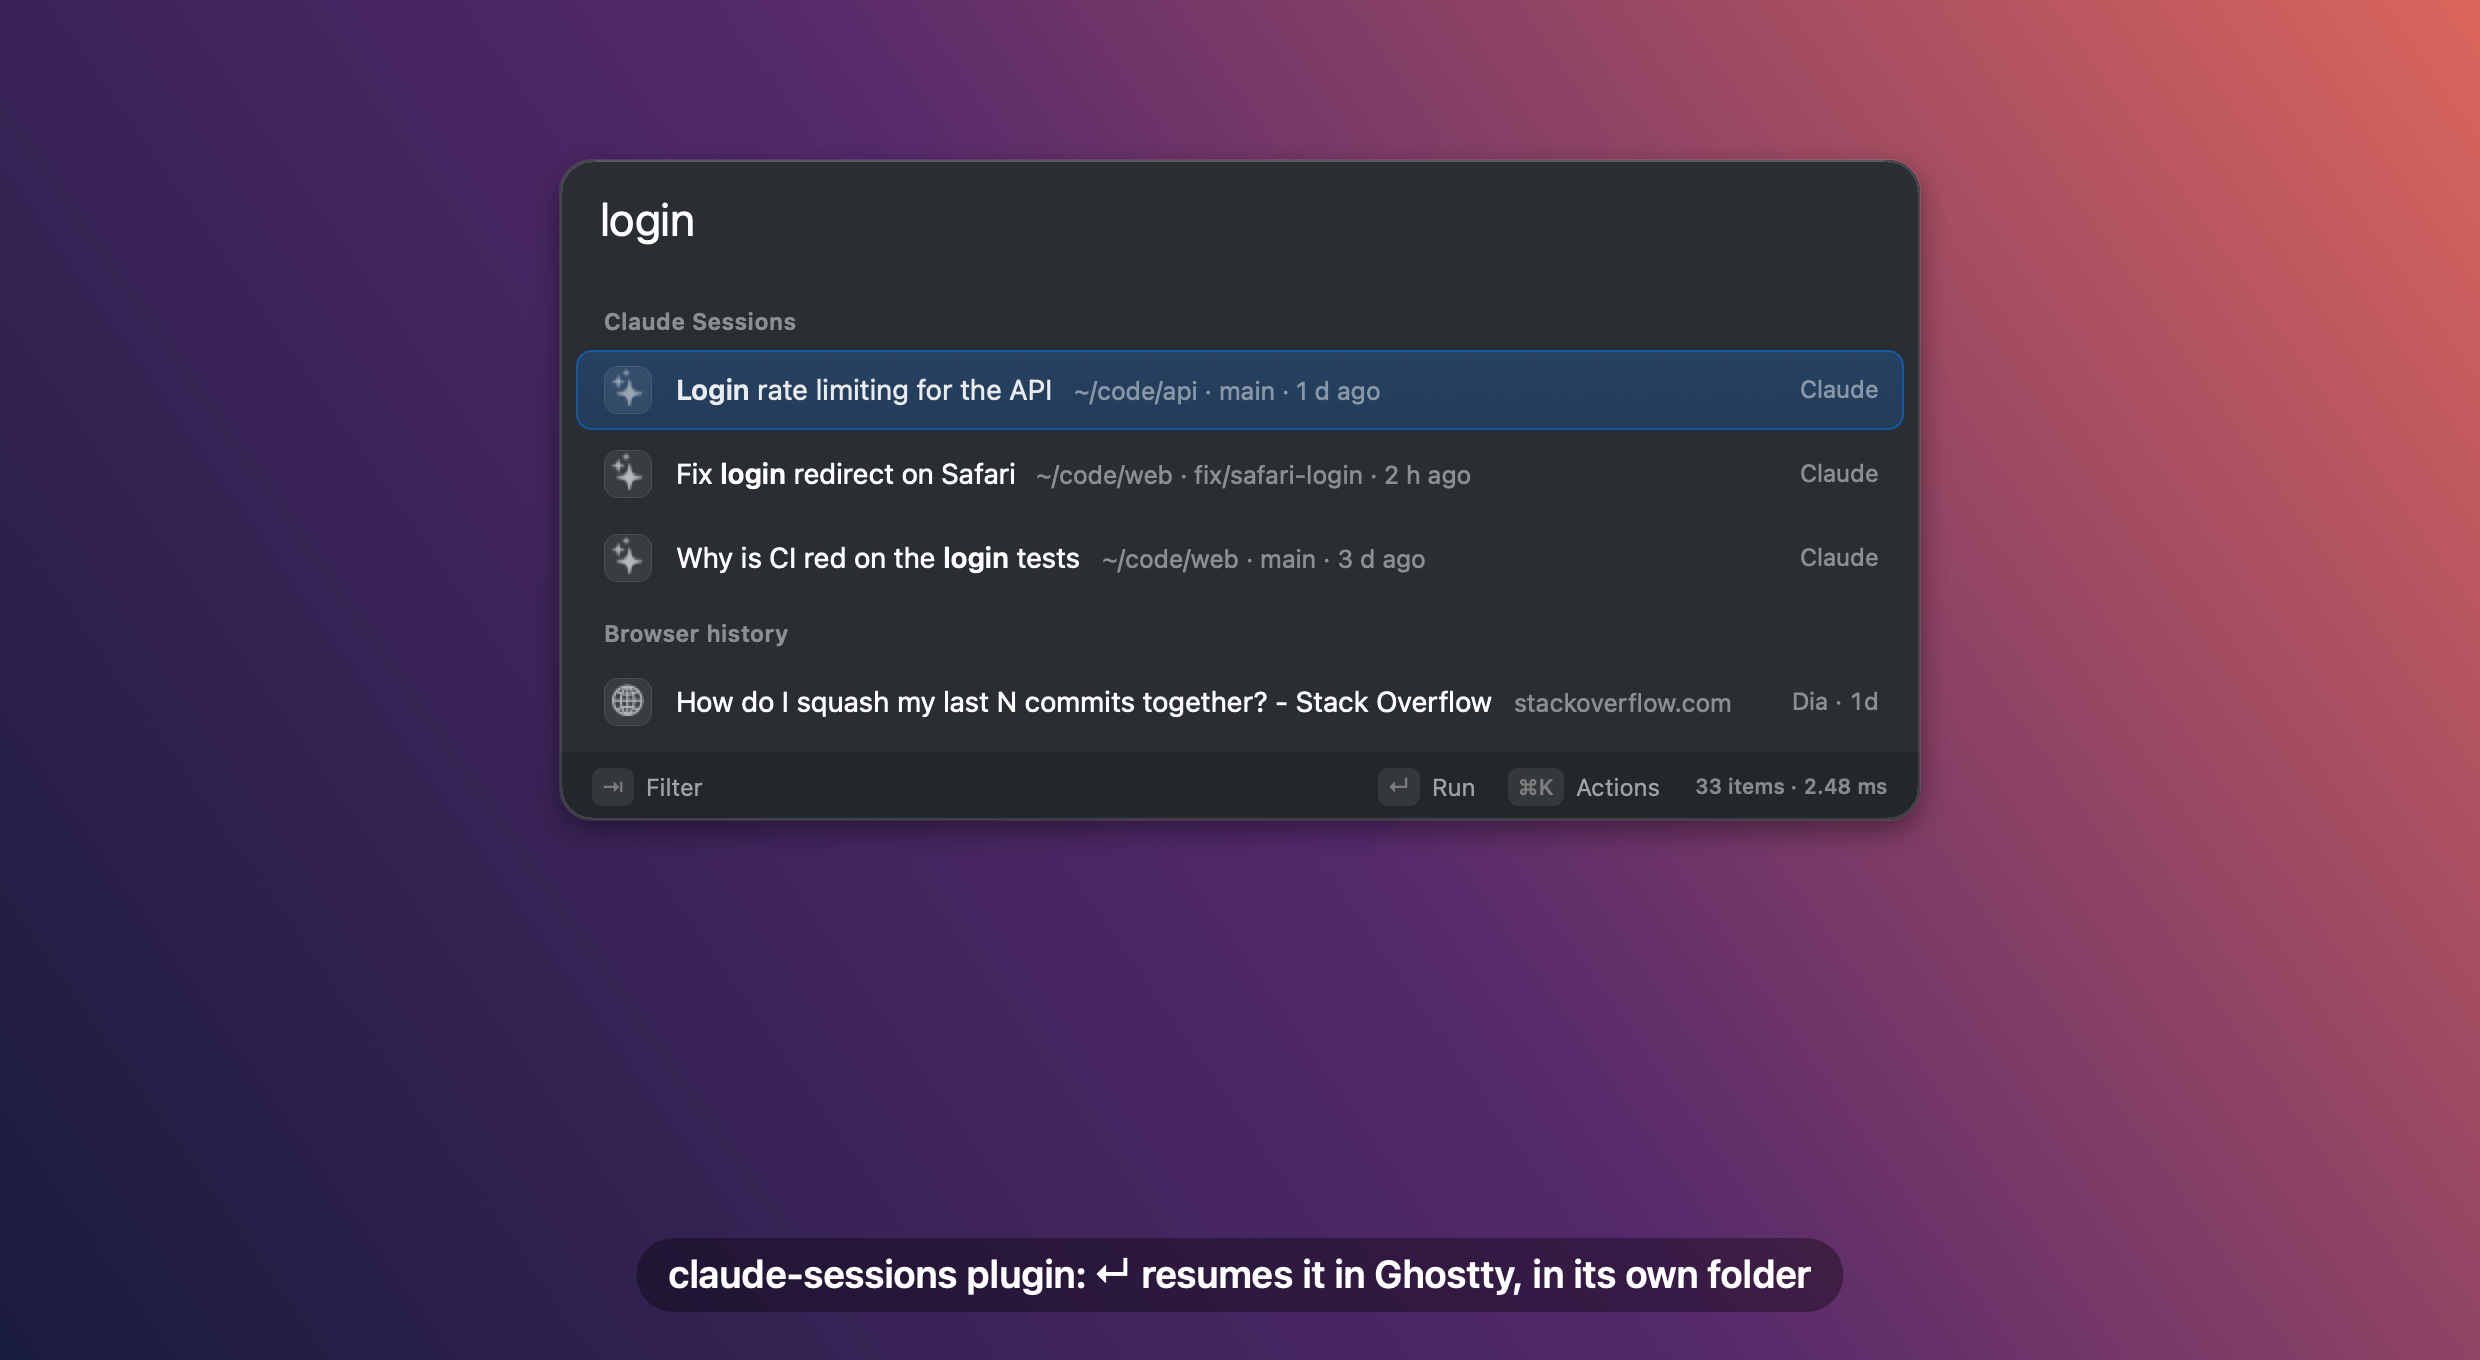 login
Claude Sessions
Login rate limiting for the API ~/code/api · main · 1 d ago Claude
Fix login redirect on Safari ~/code/web · fix/safari-login · 2 h ago Claude
Why is CI red on the login tests ~/code/web · main · 3 d ago Claude
Browser history
How do I squash my last N commits together? - Stack Overflow stackoverflow.com Dia · 1d
⇥ Filter ↵ Run ⌘K Actions 33 items · 2.48 ms
claude-sessions plugin: ↵ resumes it in Ghostty, in its own folder